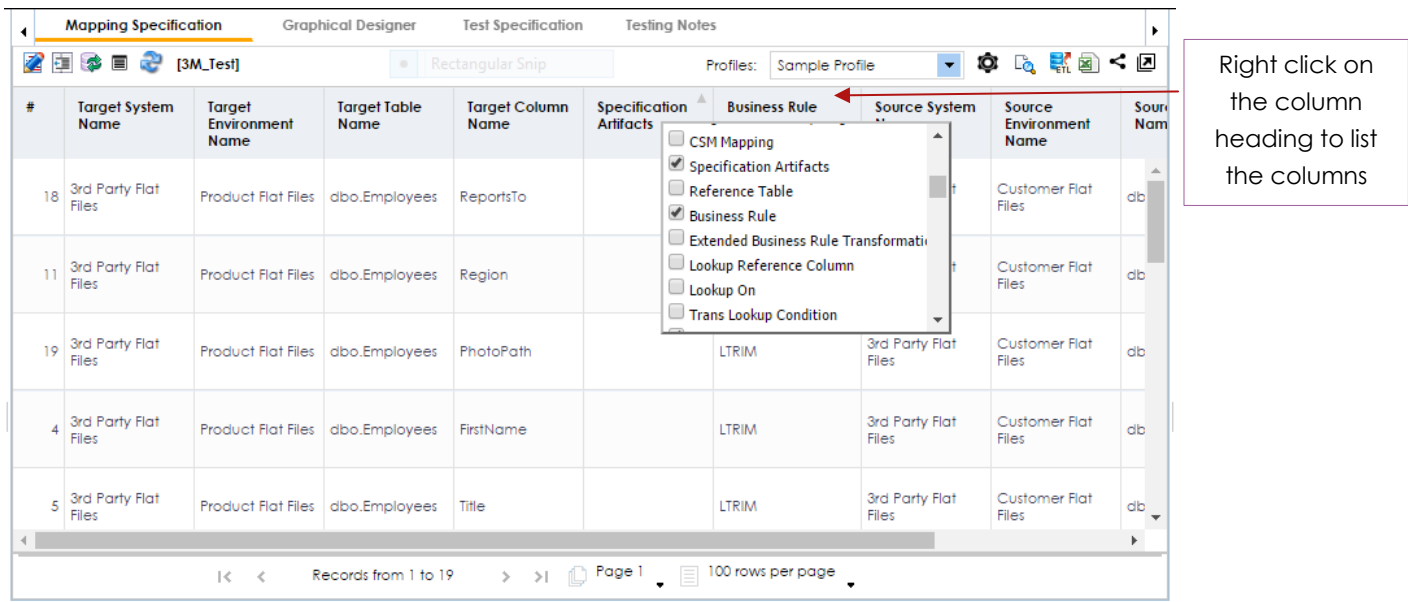 Mapping Specification Graphical Designer Test Specification Testing Notes
[3M_Test] Rectangular Snip Profiles: Sample Profile ETL
# Target System Name Target Environment Name Target Table Name Target Column Name Specification Artifacts Business Rule Source System Source Environment Name Sour Nam
CSM Mapping
Specification Artifacts
Reference Table
Business Rule
Extended Business Rule Transformati
Lookup Reference Column
Lookup On
Trans Lookup Condition
18 3rd Party Flat Files Product Flat Files dbo.Employees ReportsTo t Customer Flat Files db
11 3rd Party Flat Files Product Flat Files dbo.Employees Region t Customer Flat Files db
19 3rd Party Flat Files Product Flat Files dbo.Employees PhotoPath LTRIM 3rd Party Flat Files Customer Flat Files db
4 3rd Party Flat Files Product Flat Files dbo.Employees FirstName LTRIM 3rd Party Flat Files Customer Flat Files db
5 3rd Party Flat Files Product Flat Files dbo.Employees Title LTRIM 3rd Party Flat Files Customer Flat Files db
Records from 1 to 19 Page 1 100 rows per page
Right click on
the column
heading to list
the columns